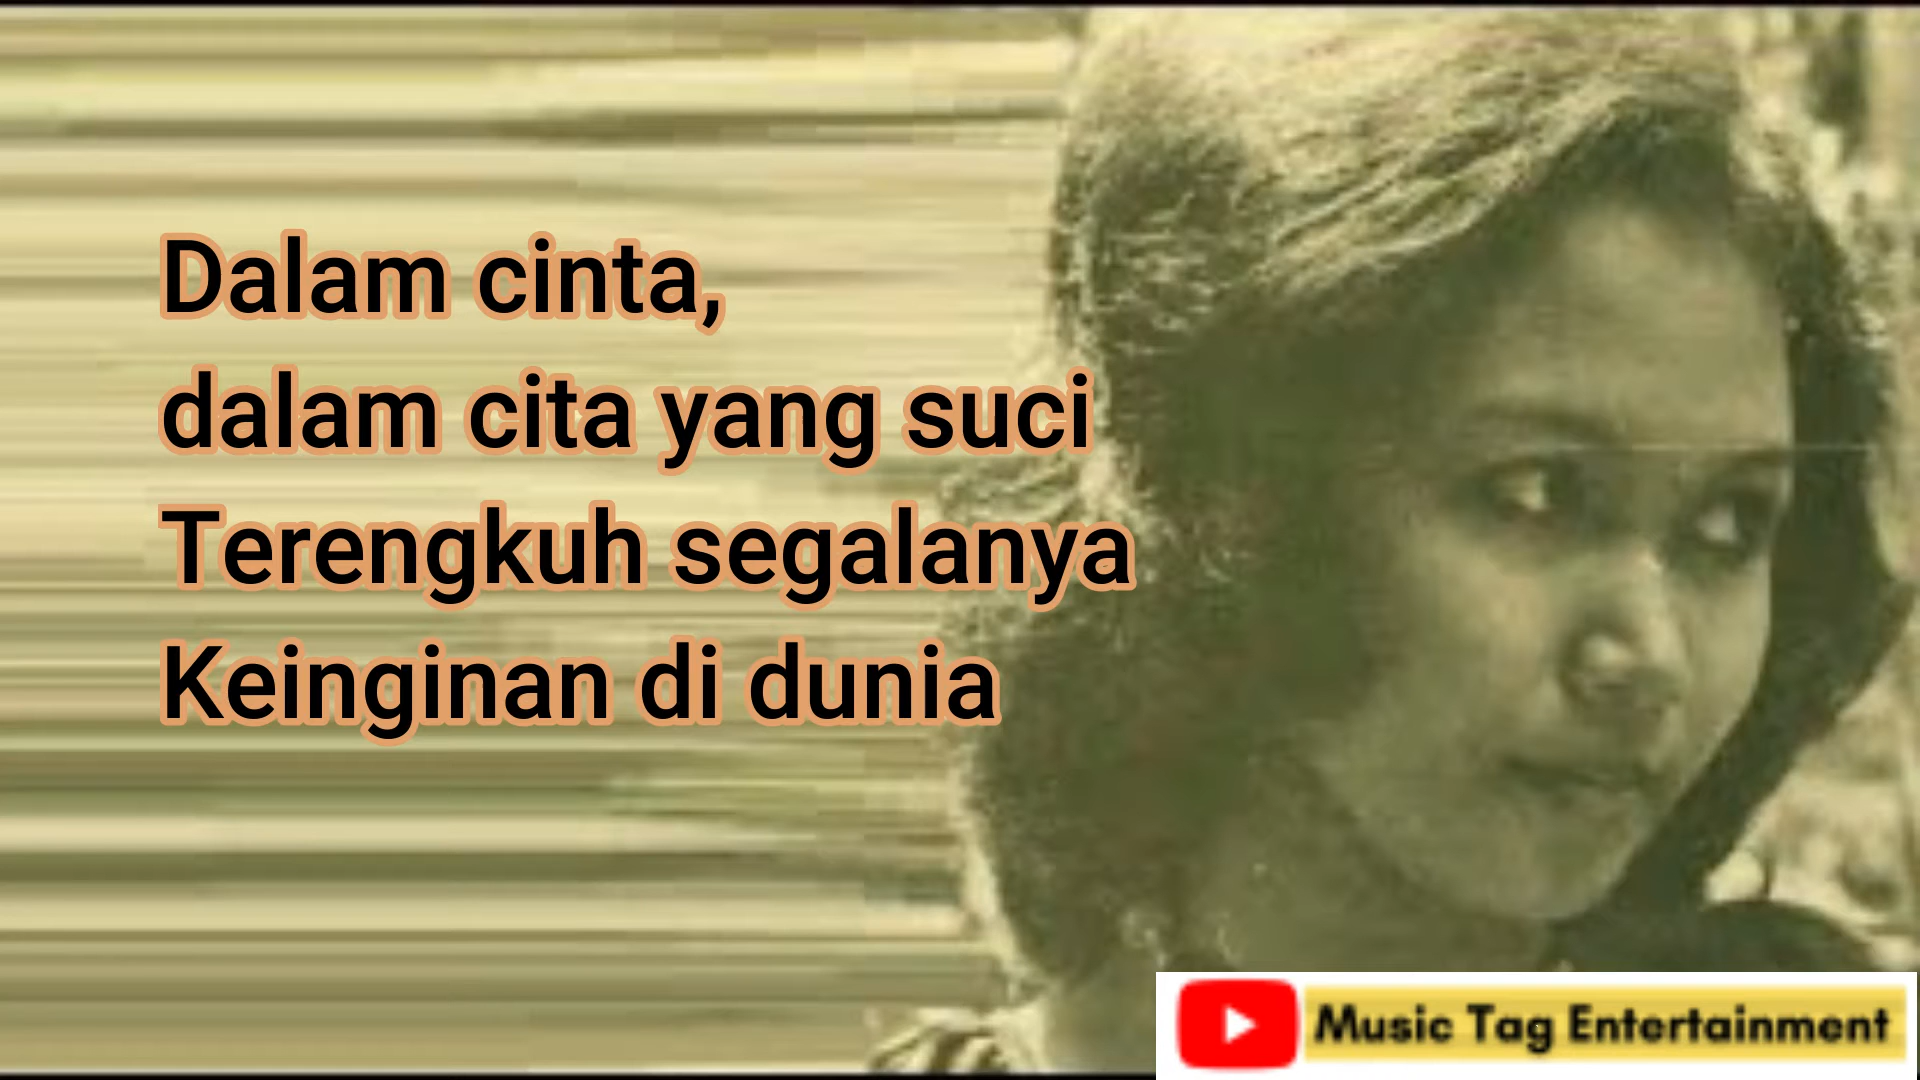 Dalam cinta,
dalam cita yang suci
Terengkuh segalanya
Keinginan di dunia
Music Tag Entertainment